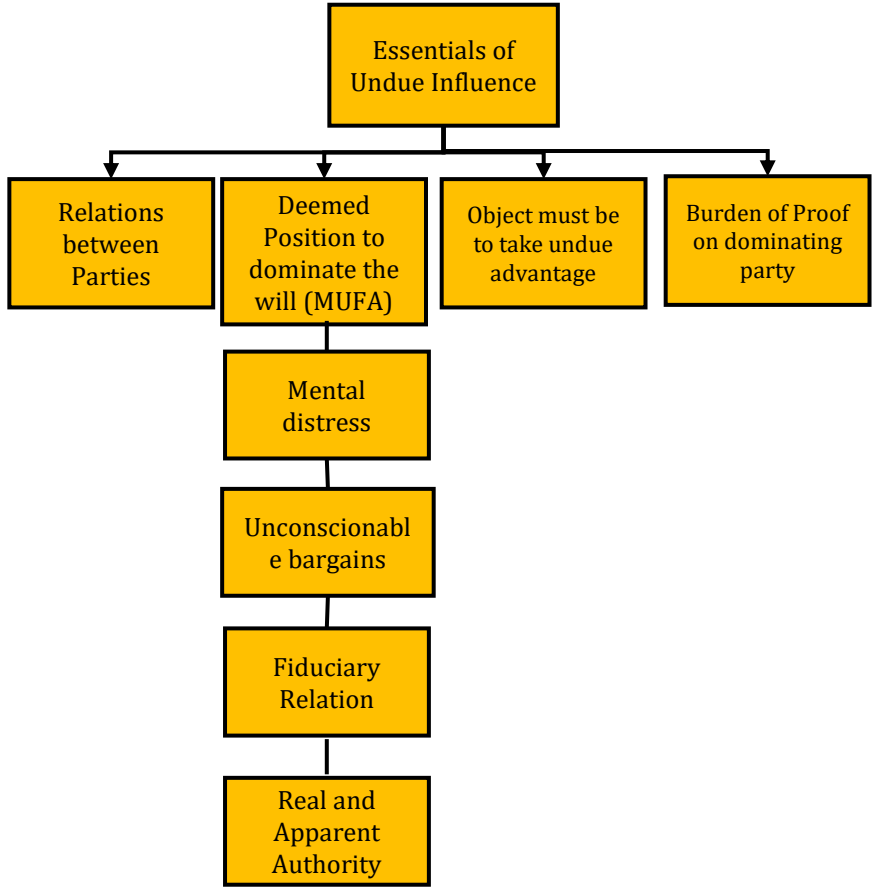 Essentials of
Undue Influence
Relations
between
Parties
Deemed
Position to
dominate the
will (MUFA)
Object must be
to take undue
advantage
Burden of Proof
on dominating
party
Mental
distress
Unconscionabl
e bargains
Fiduciary
Relation
Real and
Apparent
Authority